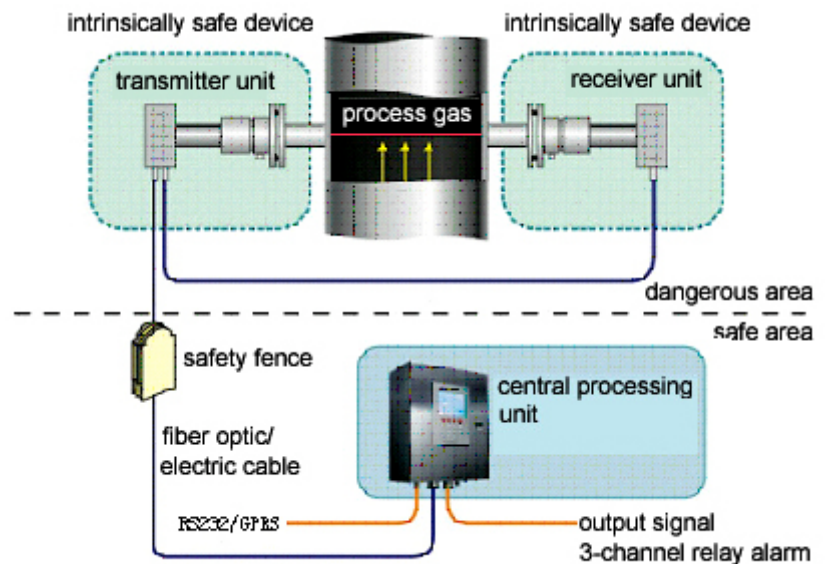 intrinsically safe device
intrinsically safe device
transmitter unit
process gas
receiver unit
dangerous area
safe area
safety fence
central processing
unit
fiber optic/
electric cable
RS232/GPRS
output signal
3-channel relay alarm